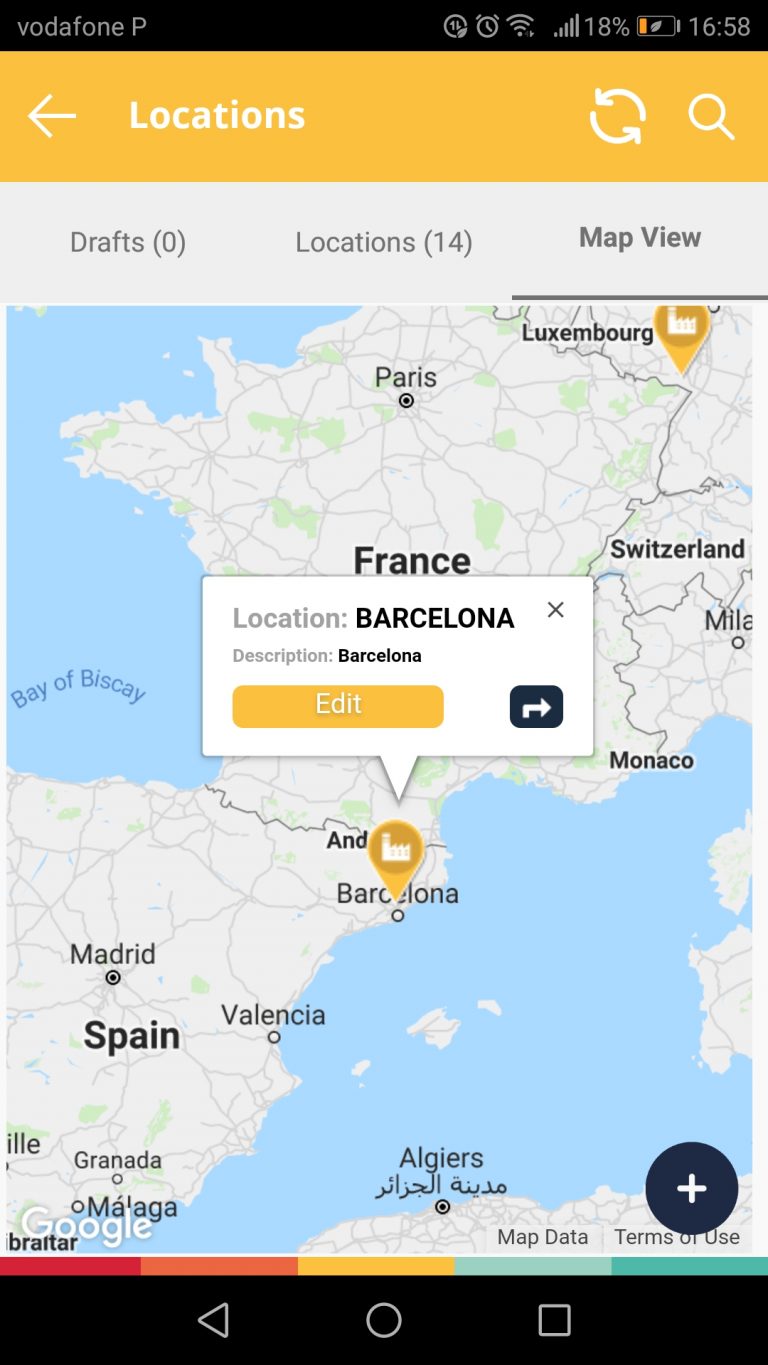 vodafone P
18%
16:58
Locations
Drafts (0)
Locations (14)
Map View
Luxembourg
Paris
France
Switzerland
Mila
Location: BARCELONA
Description: Barcelona
Edit
Bay of Biscay
Monaco
And
Barcelona
Madrid
Valencia
Spain
ille
Granada
Málaga
Algiers
مدينة الجزائر
Google
ibraltar
Map Data
Terms of Use